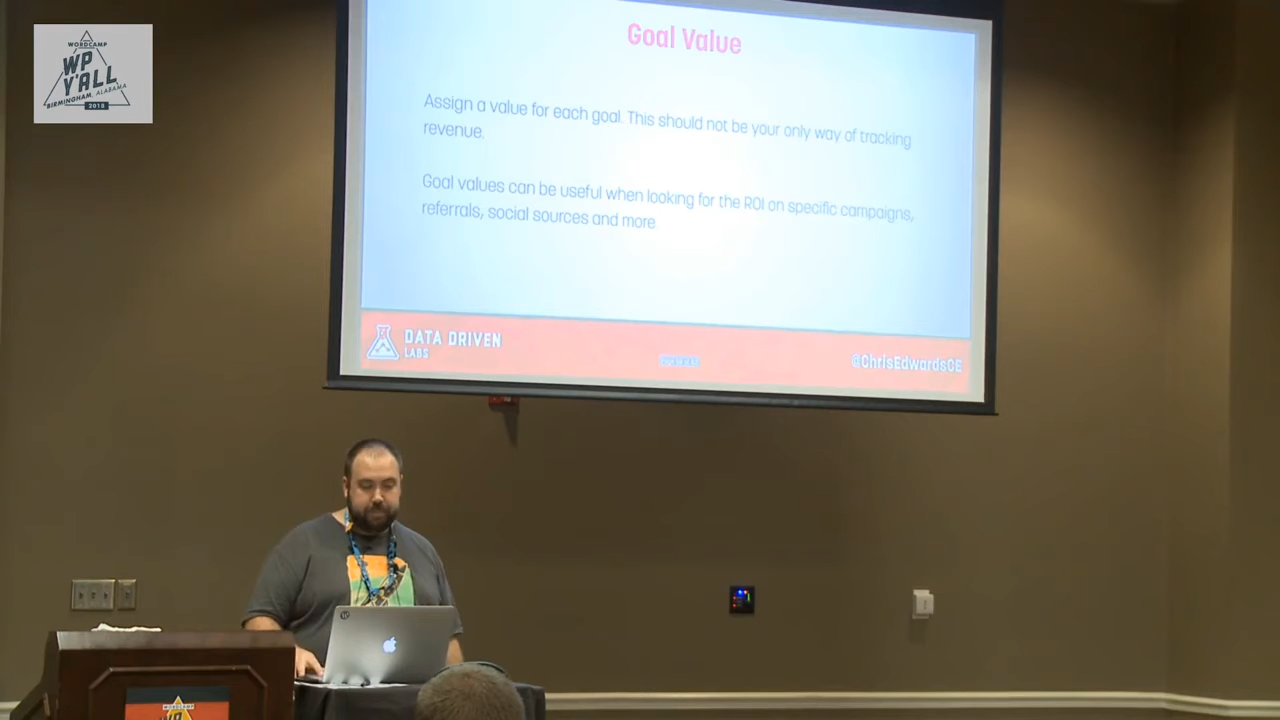 WORDCAMP
WP
Y'ALL
BIRMINGHAM, ALABAMA
2018
Goal Value
Assign a value for each goal. This should not be your only way of tracking
revenue.
Goal values can be useful when looking for the ROI on specific campaigns,
referrals, social sources and more.
DATA DRIVEN
LABS
@ChrisEdwardsCE
WORDCAMP
WP